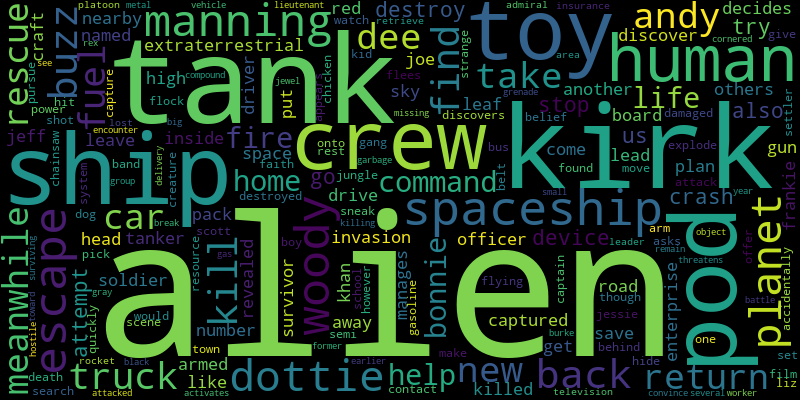 platoon
metal
vehicle
lieutenant
admiral
insurance
rescue
buzz
nearby
manning
red
destroy
toy
andy
decides
named
craft
extraterrestrial
dee
watch
retrieve
area
discover
try
give
rex
see
pursue
fuel
tank
driver
put
chicken
joe
kid
find
strange
cornered
human
high
flock
jewel
compound
appears
flees
sky
take
another
life
others
hit
capture
power
shot
lost
big
missing
grenade
leaf
stop
board
also
damaged
settler
encounter
jeff
leave
inside
fire
crew
discovers
belief
us
explode
gun
chainsaw
ship
band
delivery
space
onto
rest
gang
garbage
bus
kirk
come
found
lead
move
plan
attack
system
group
creature
faith
home
go
jungle
command
belt
small
year
frankie
dog
break
destroyed
drive
sneak
killing
spaceship
crash
meanwhile
escape
car
pack
scott
woody
invasion
officer
device
arm
pod
object
planet
head
tanker
resource
kill
gas
boy
alien
manages
bonnie
leader
asks
remain
threatens
offer
surviving
pick
soldier
revealed
survivor
khan
school
however
gasoline
flying
captain
road
though
enterprise
one
accidentally
hostile
toward
attempt
gray
quickly
would
scene
number
away
semi
captured
jessie
save
battle
town
former
burke
get
behind
set
rocket
truck
armed
dottie
earlier
make
help
new
back
hide
return
film
death
like
contact
killed
liz
search
attacked
black
activates
television
convince
several
worker